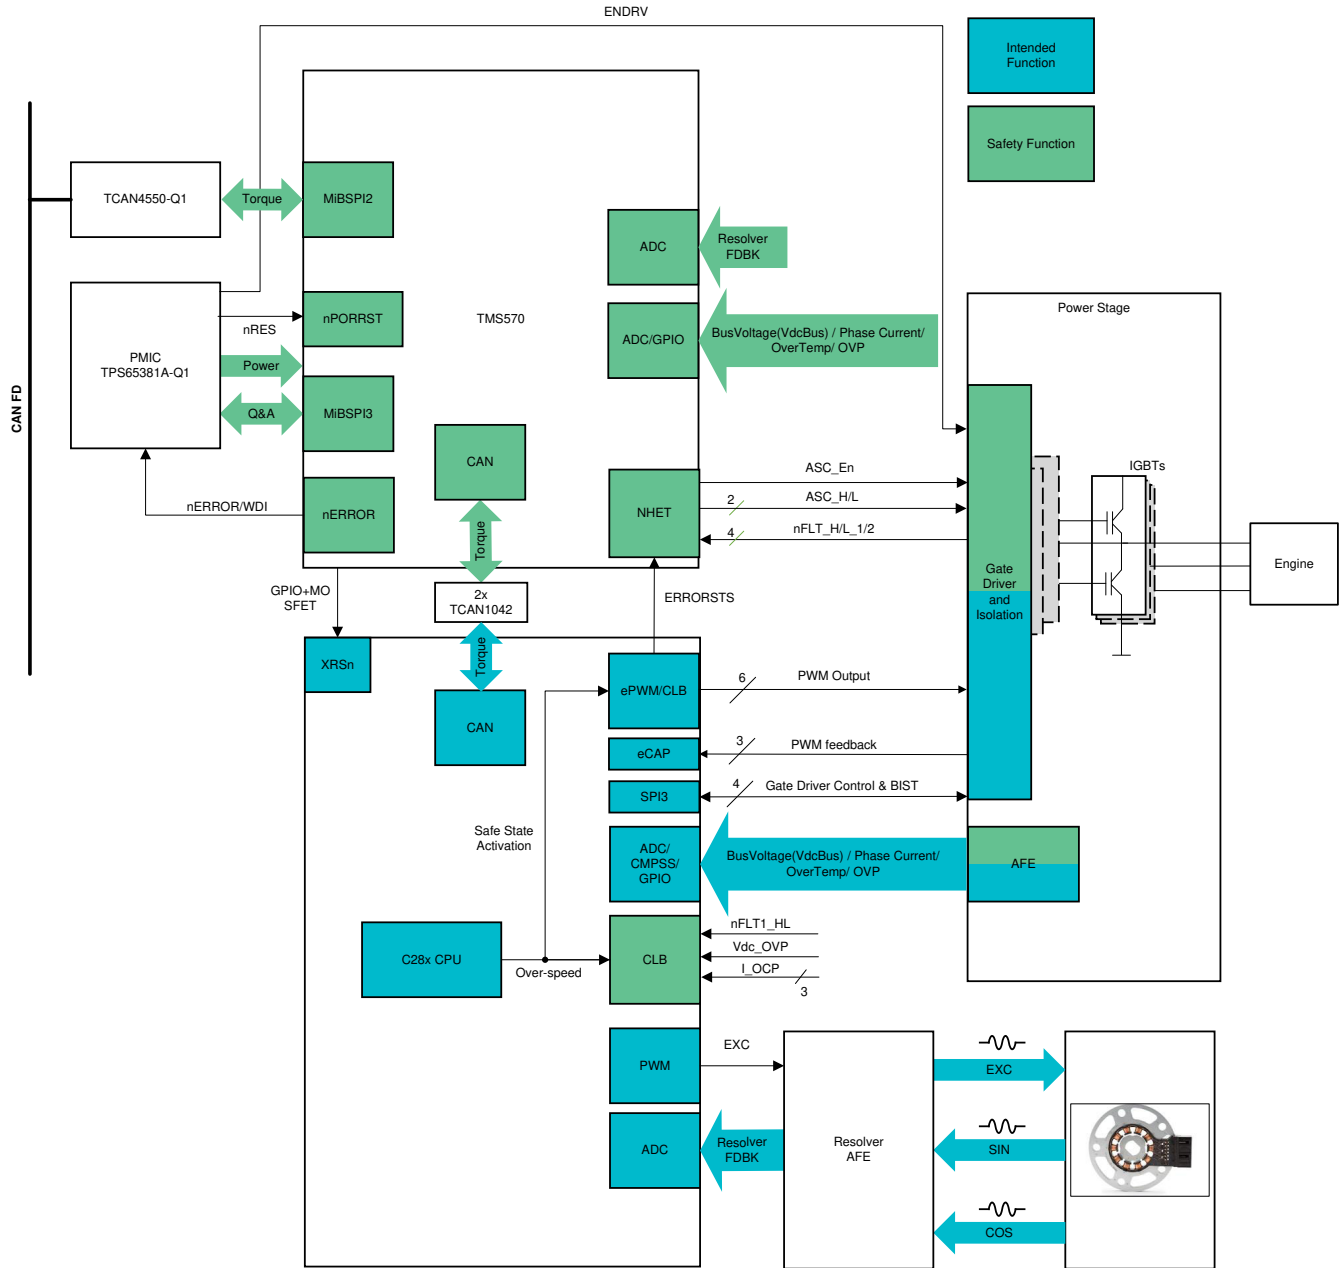 ENDRV
Intended
Function
Safety Function
CAN FD
TCAN4550-Q1
Torque
MiBSPI2
ADC
Resolver
FDBK
TMS570
nPORRST
nRES
PMIC
TPS65381A-Q1
Power
Q&A
MiBSPI3
ADC/GPIO
BusVoltage(VdcBus) / Phase Current/
OverTemp/ OVP
Power Stage
CAN
nERROR/WDI
nERROR
NHET
ASC_En
2
ASC_H/L
4
nFLT_H/L_1/2
IGBTs
Torque
Gate
Driver
and
Isolation
Engine
GPIO+MO
SFET
2x
TCAN1042
ERRORSTS
XRSn
Torque
CAN
ePWM/CLB
6
PWM Output
eCAP
3
PWM feedback
SPI3
4
Gate Driver Control & BIST
Safe State
Activation
ADC/
CMPSS/
GPIO
BusVoltage(VdcBus) / Phase Current/
OverTemp/ OVP
AFE
C28x CPU
Over-speed
CLB
nFLT1_HL
Vdc_OVP
I_OCP
3
PWM
EXC
Resolver
AFE
EXC
ADC
Resolver
FDBK
SIN
COS